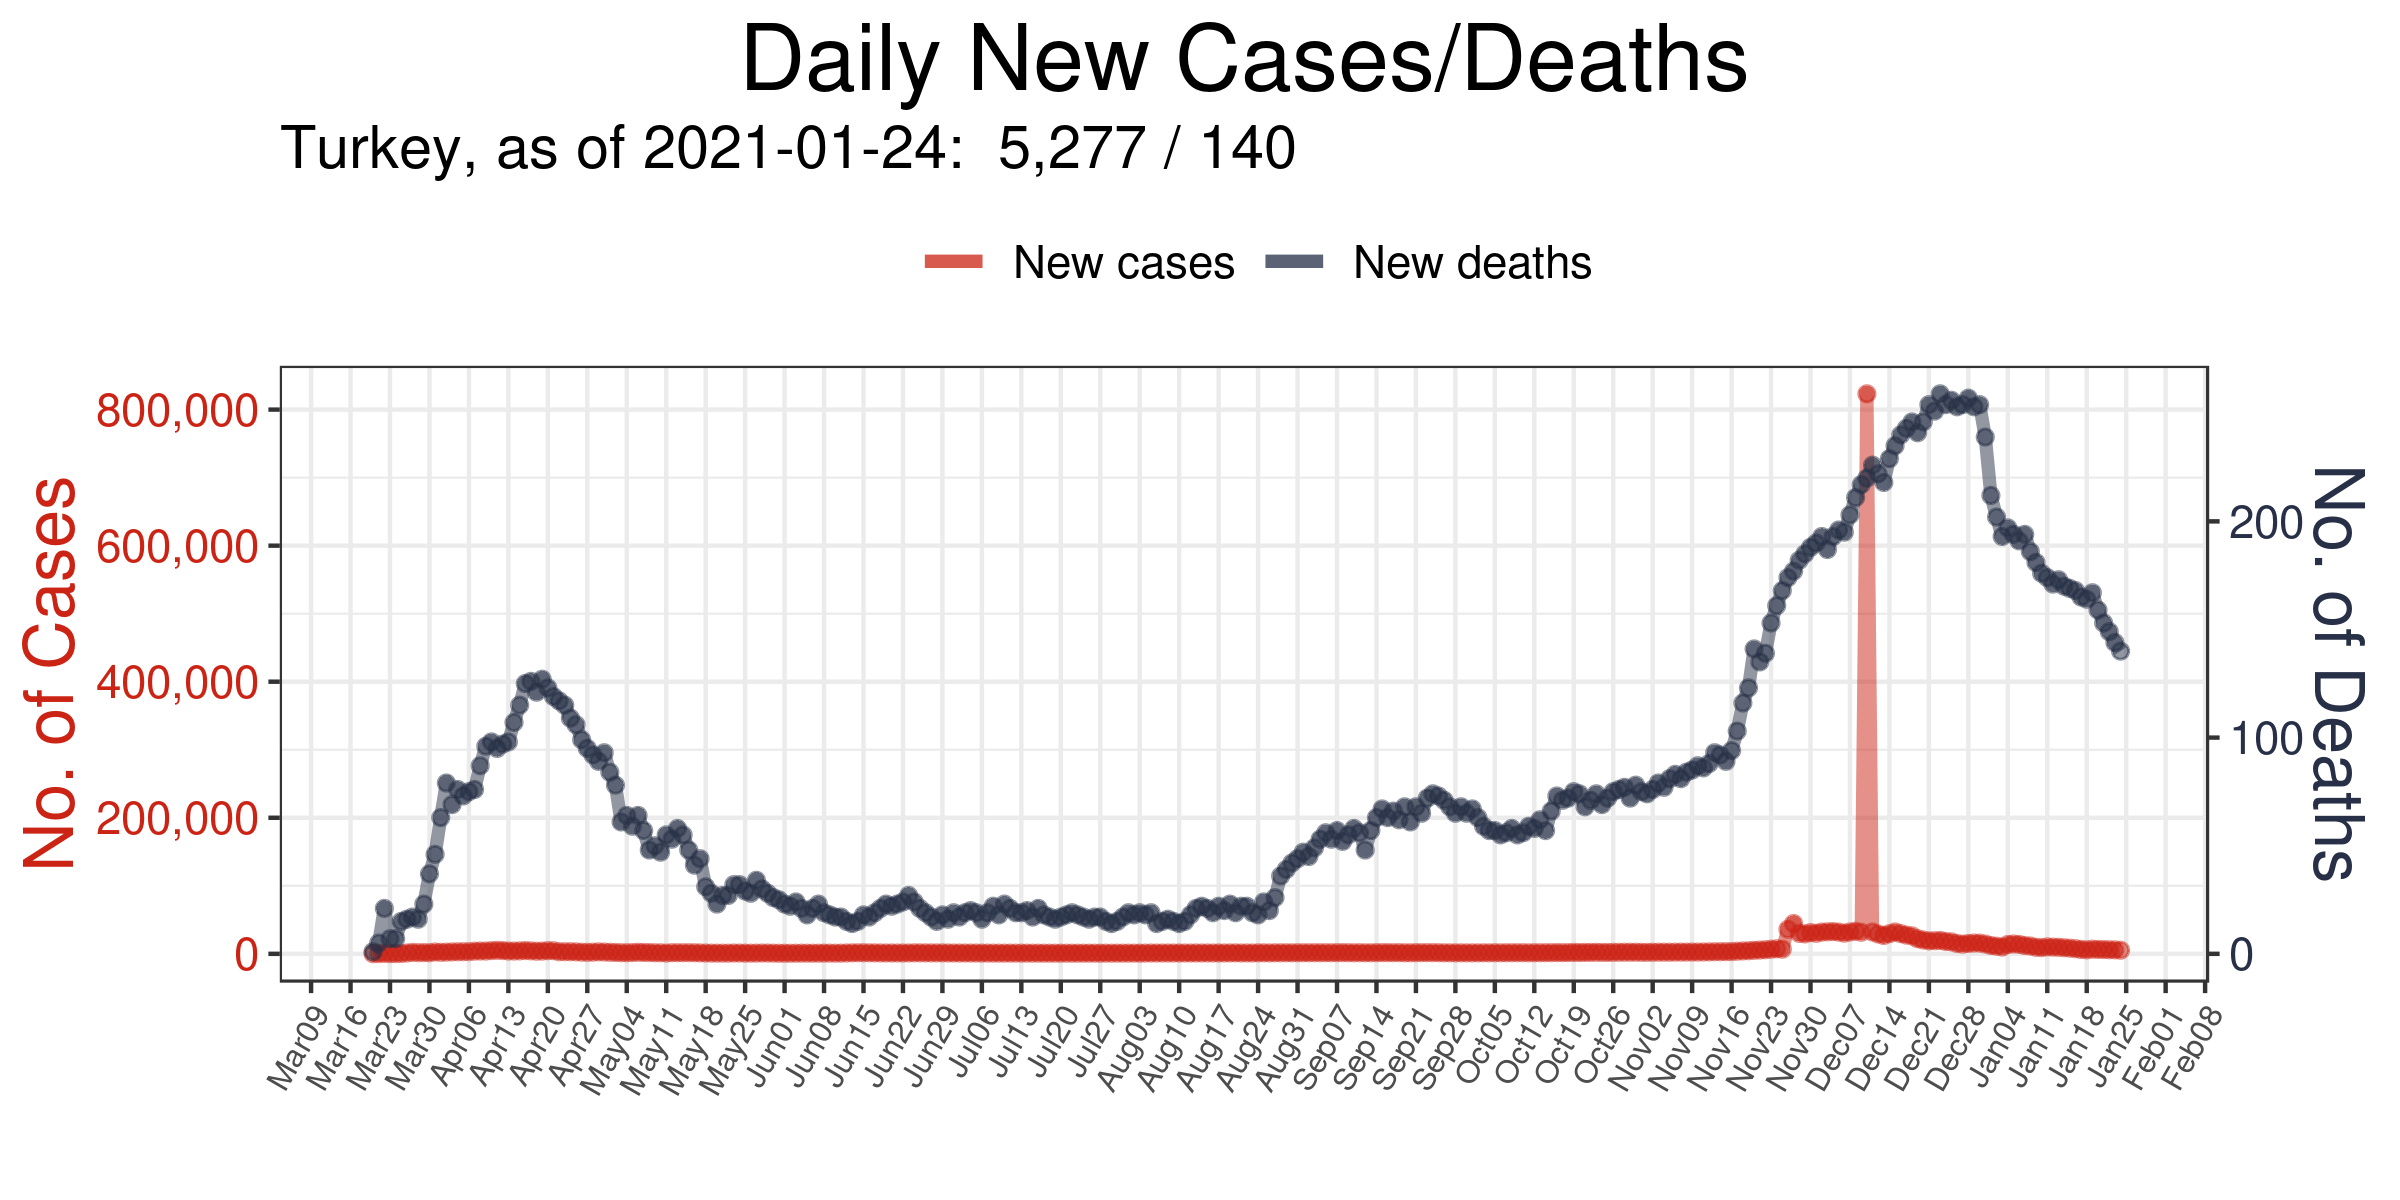 Daily New Cases/Deaths
Turkey, as of 2021-01-24: 5,277 / 140
New cases
New deaths
No. of Cases
800,000
600,000
400,000
200,000
0
200
100
0
No. of Deaths
Mar09
Mar16
Mar23
Mar30
Apr06
Apr13
Apr20
Apr27
May04
May11
May18
May25
Jun01
Jun08
Jun15
Jun22
Jun29
Jul06
Jul13
Jul20
Jul27
Aug03
Aug10
Aug17
Aug24
Aug31
Sep07
Sep14
Sep21
Sep28
Oct05
Oct12
Oct19
Oct26
Nov02
Nov09
Nov16
Nov23
Nov30
Dec07
Dec14
Dec21
Dec28
Jan04
Jan11
Jan18
Jan25
Feb01
Feb08